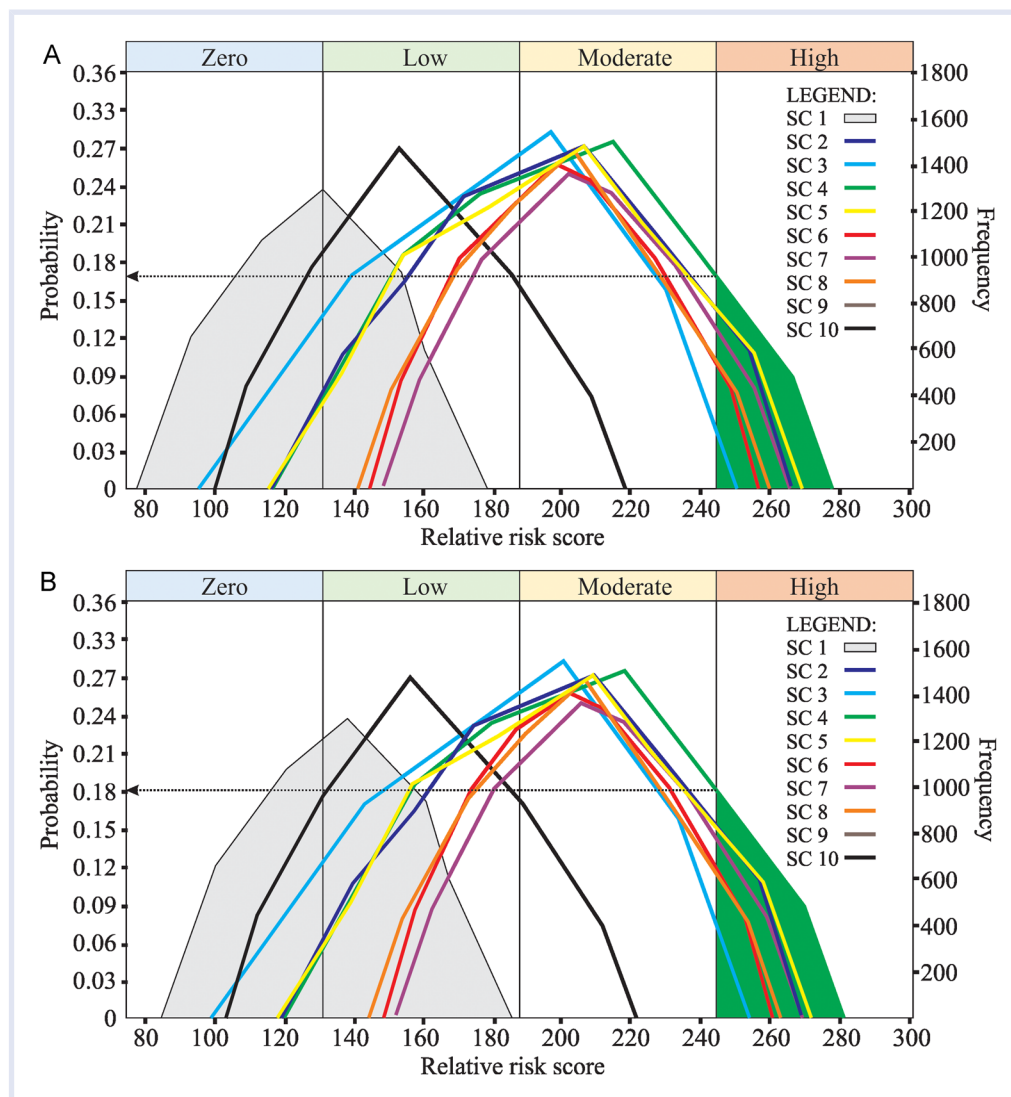 A
Zero Low Moderate High
0.36
0.33
0.27
0.24
0.21
0.18
0.15
0.12
0.09
0.06
0.03
0
Probability
1800
1600
1400
1200
1000
800
600
400
200
Frequency
LEGEND:
SC 1
SC 2
SC 3
SC 4
SC 5
SC 6
SC 7
SC 8
SC 9
SC 10
80 100 120 140 160 180 200 220 240 260 280 300
Relative risk score
B
Zero Low Moderate High
0.36
0.33
0.27
0.24
0.21
0.18
0.15
0.12
0.09
0.06
0.03
0
Probability
1800
1600
1400
1200
1000
800
600
400
200
Frequency
LEGEND:
SC 1
SC 2
SC 3
SC 4
SC 5
SC 6
SC 7
SC 8
SC 9
SC 10
80 100 120 140 160 180 200 220 240 260 280 300
Relative risk score